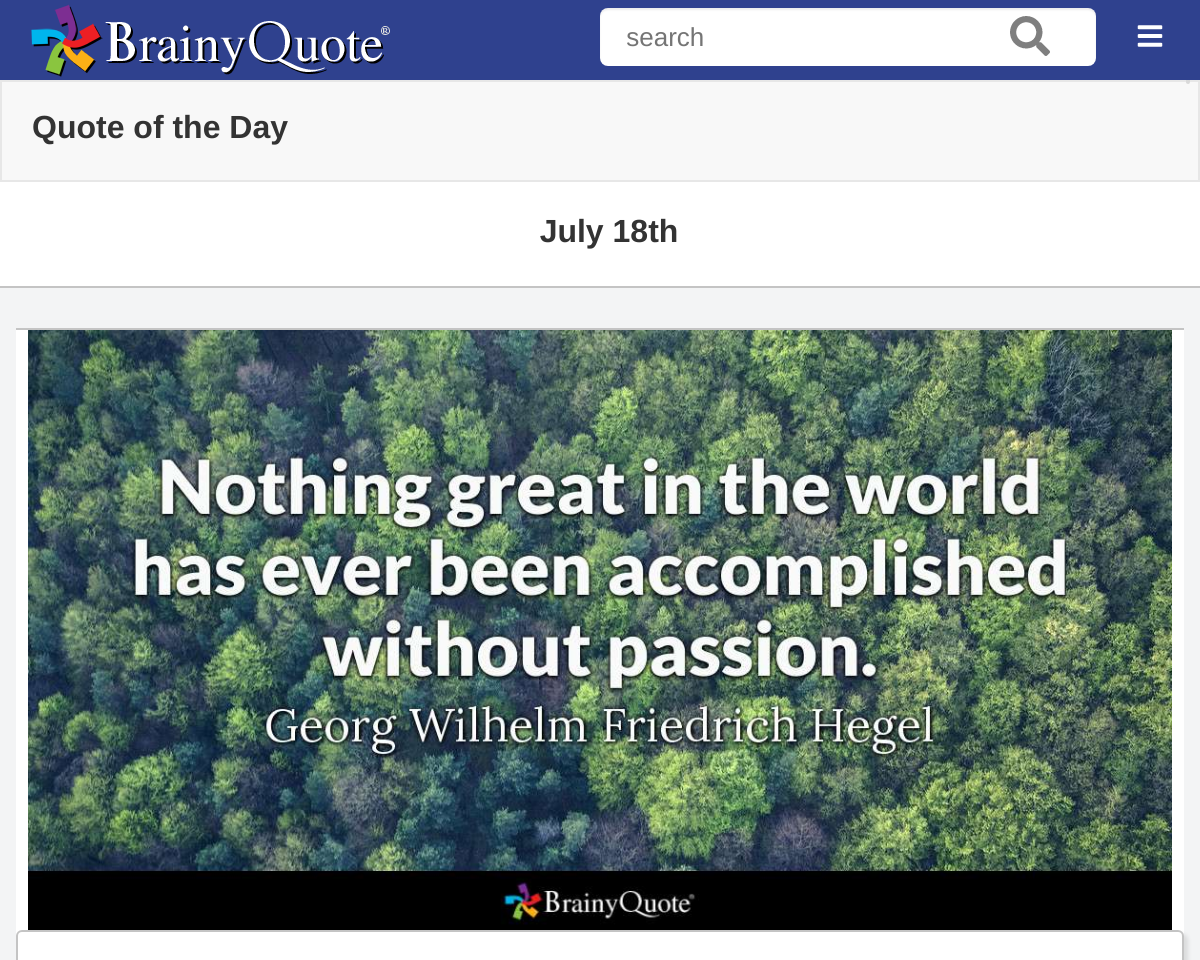 BrainyQuote®
search
Quote of the Day
July 18th
Nothing great in the world
has ever been accomplished
without passion.
Georg Wilhelm Friedrich Hegel
BrainyQuote®